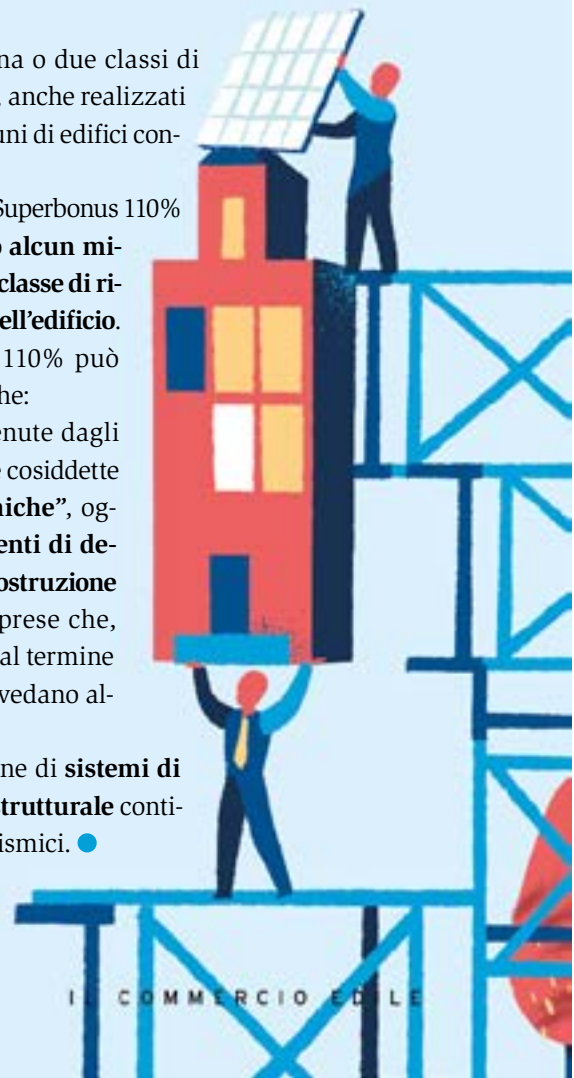 na o due classi di
, anche realizzati
uni di edifici con-
Superbonus 110%
o alcun mi-
classe di ri-
ell'edificio.
110% può
he:
enute dagli
e cosiddette
niche”, og-
enti di de-
ostruzione
prese che,
al termine
vedano al-
ne di sistemi di
strutturale conti-
ismici.
IL COMMERCIO EDILE